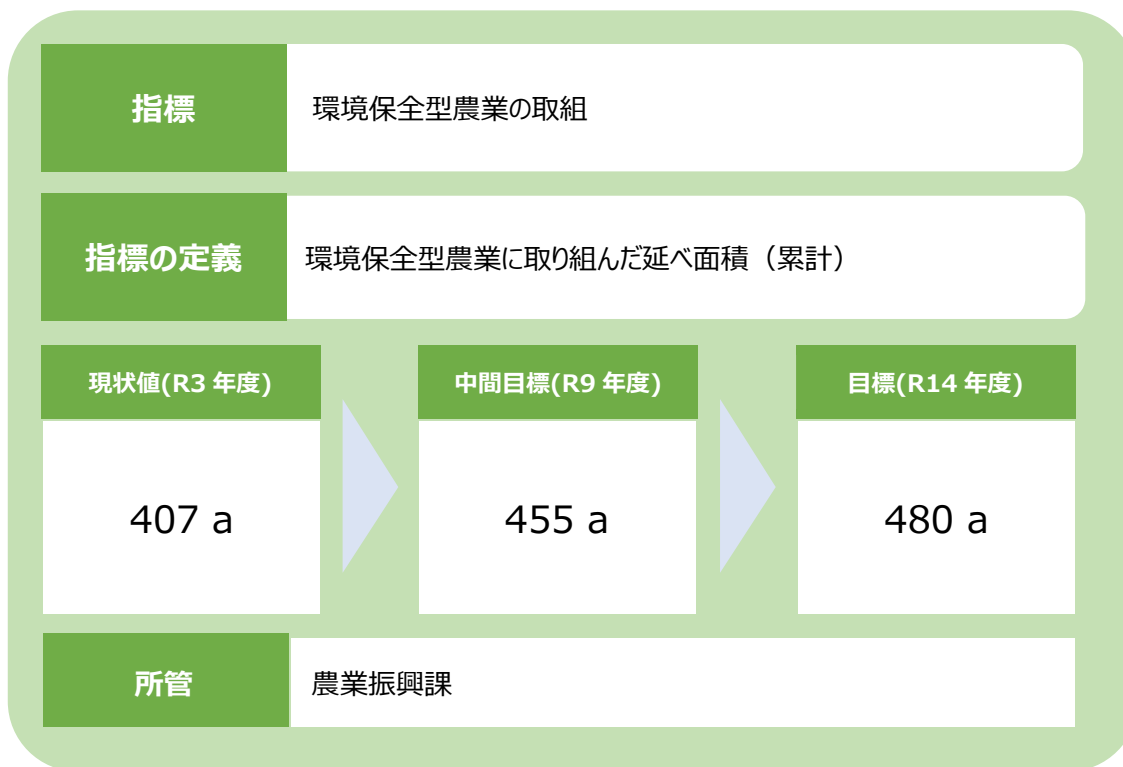 指標
環境保全型農業の取組
指標の定義
環境保全型農業に取り組んだ延べ面積（累計）
現状値(R3 年度)
中間目標(R9 年度)
目標(R14 年度)
407 a
455 a
480 a
所管
農業振興課